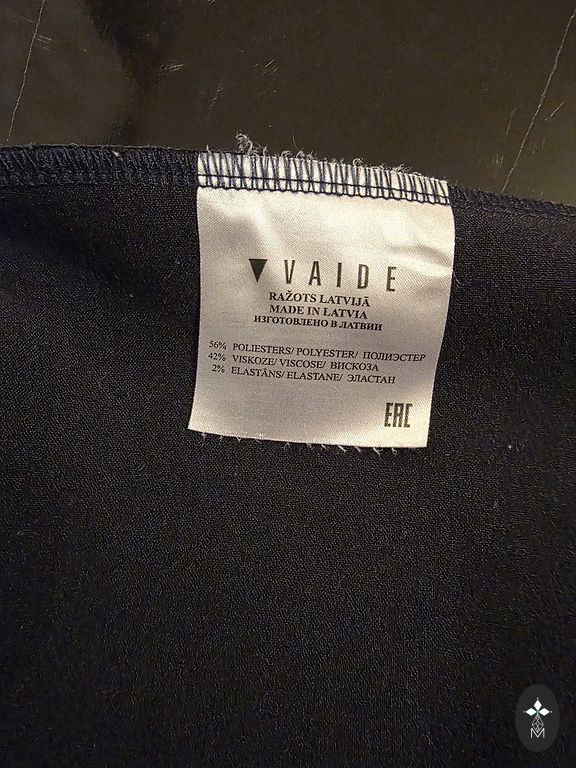 VAIDE
RAŽOTS LATVIJĀ
MADE IN LATVIA
ИЗГОТОВЛЕНО В ЛАТВИИ
56% POLIESTERS/ POLYESTER/ ПОЛИЭСТЕР
42% VISKOZE/ VISCOSE/ ВИСКОЗА
2% ELASTĀNS/ ELASTANE/ ЭЛАСТАН
EAC
M